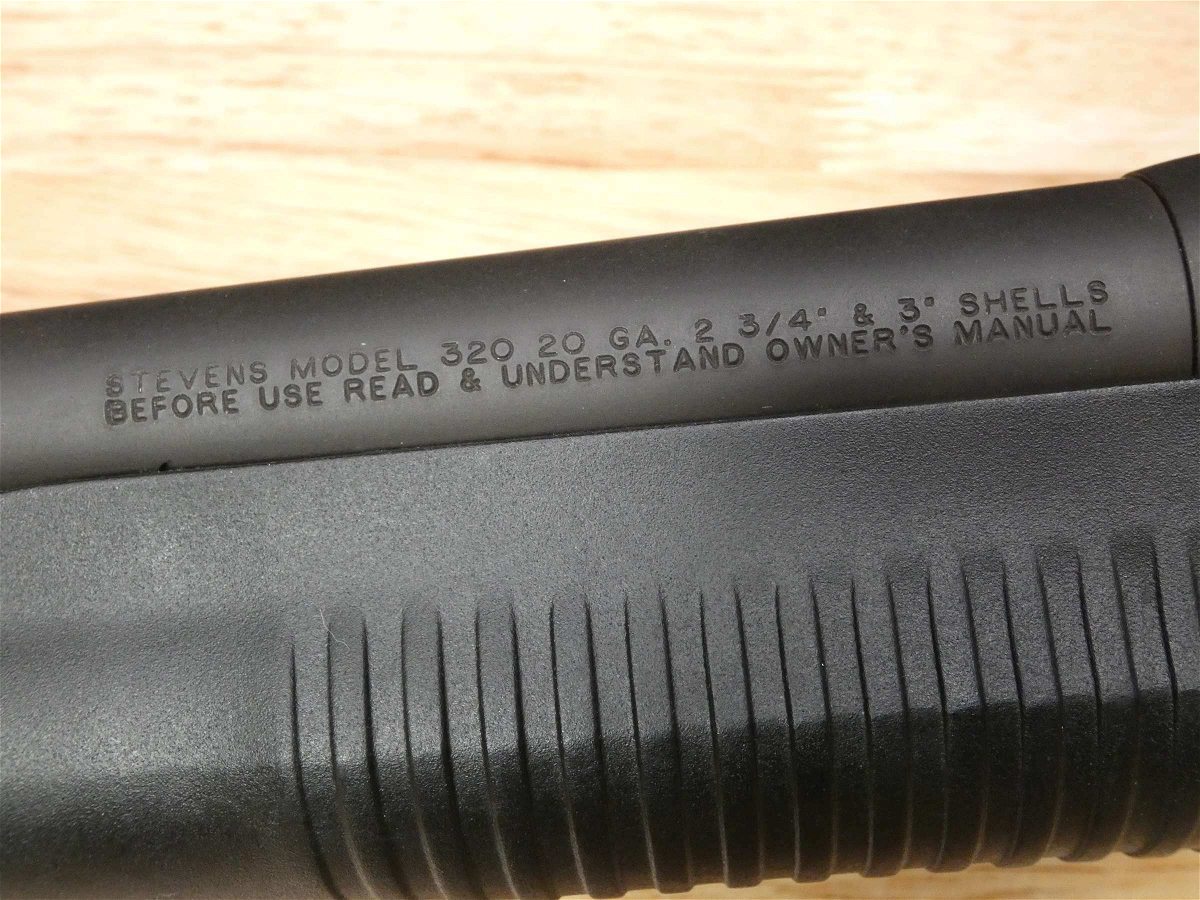 STEVENS MODEL 320 20 GA. 2 3/4" & 3" SHELLS
BEFORE USE READ & UNDERSTAND OWNER'S MANUAL